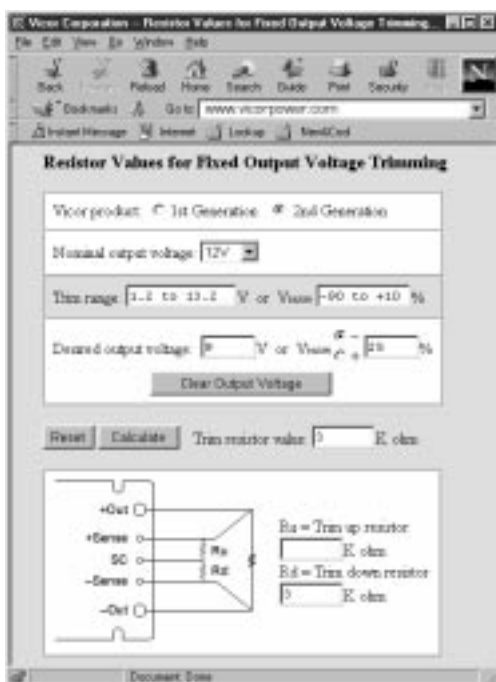 Vicor Corporation - Resistor Values for Fixed Output Voltage Trimming...
File Edit View Go Window Help
Back Reload Home Search Guide Print Security
Bookmarks Go to: www.vicorpower.com
Instant Message Internet Lookup New&Cool
Resistor Values for Fixed Output Voltage Trimming
Vicor product: 1st Generation 2nd Generation
Nominal output voltage: 12V
Trim range: 1.2 to 13.2 V or -90 to +10 %
Desired output voltage: 9 V or - + 25 %
Clear Output Voltage
Reset Calculate Trim resistor value: 3 K ohm
+Out
+Sense
SC
-Sense
-Out
Ru
Rd
Ru = Trim up resistor
K ohm
Rd = Trim down resistor
3 K ohm
Document: Done